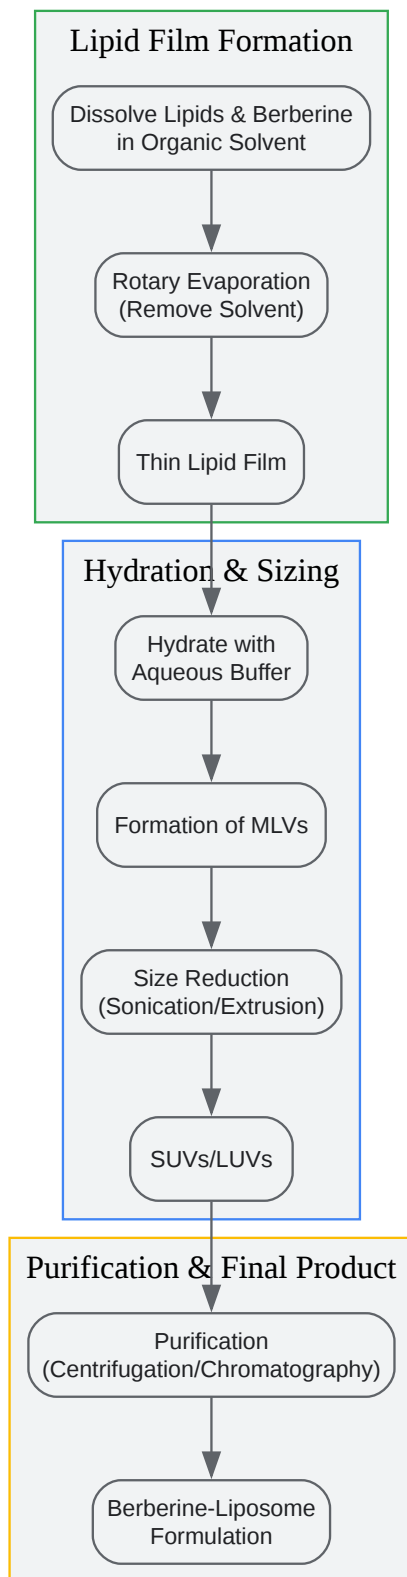 Lipid Film Formation
Dissolve Lipids & Berberine
in Organic Solvent
Rotary Evaporation
(Remove Solvent)
Thin Lipid Film
Hydration & Sizing
Hydrate with
Aqueous Buffer
Formation of MLVs
Size Reduction
(Sonication/Extrusion)
SUVs/LUVs
Purification & Final Product
Purification
(Centrifugation/Chromatography)
Berberine-Liposome
Formulation